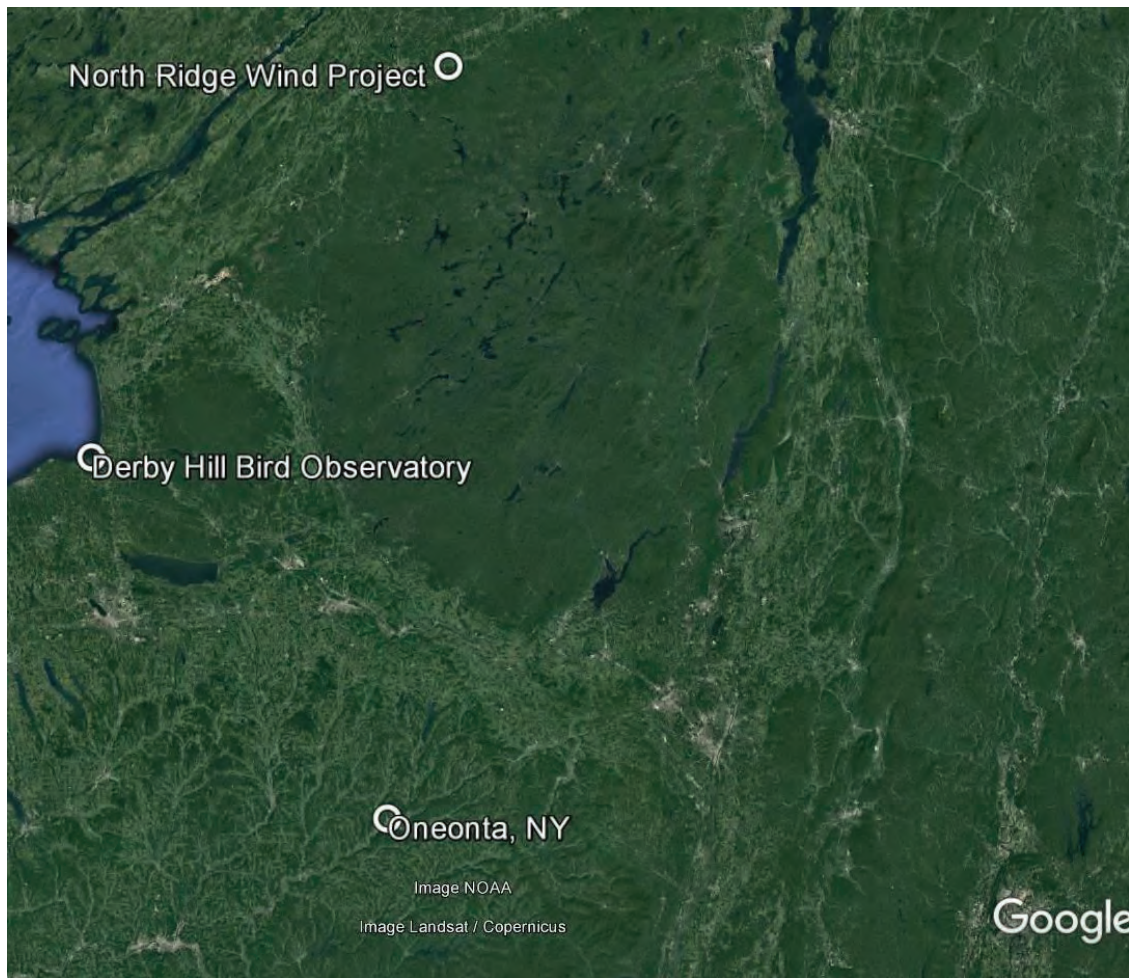 North Ridge Wind Project
Derby Hill Bird Observatory
Oneonta, NY
Image NOAA
Image Landsat / Copernicus
Google